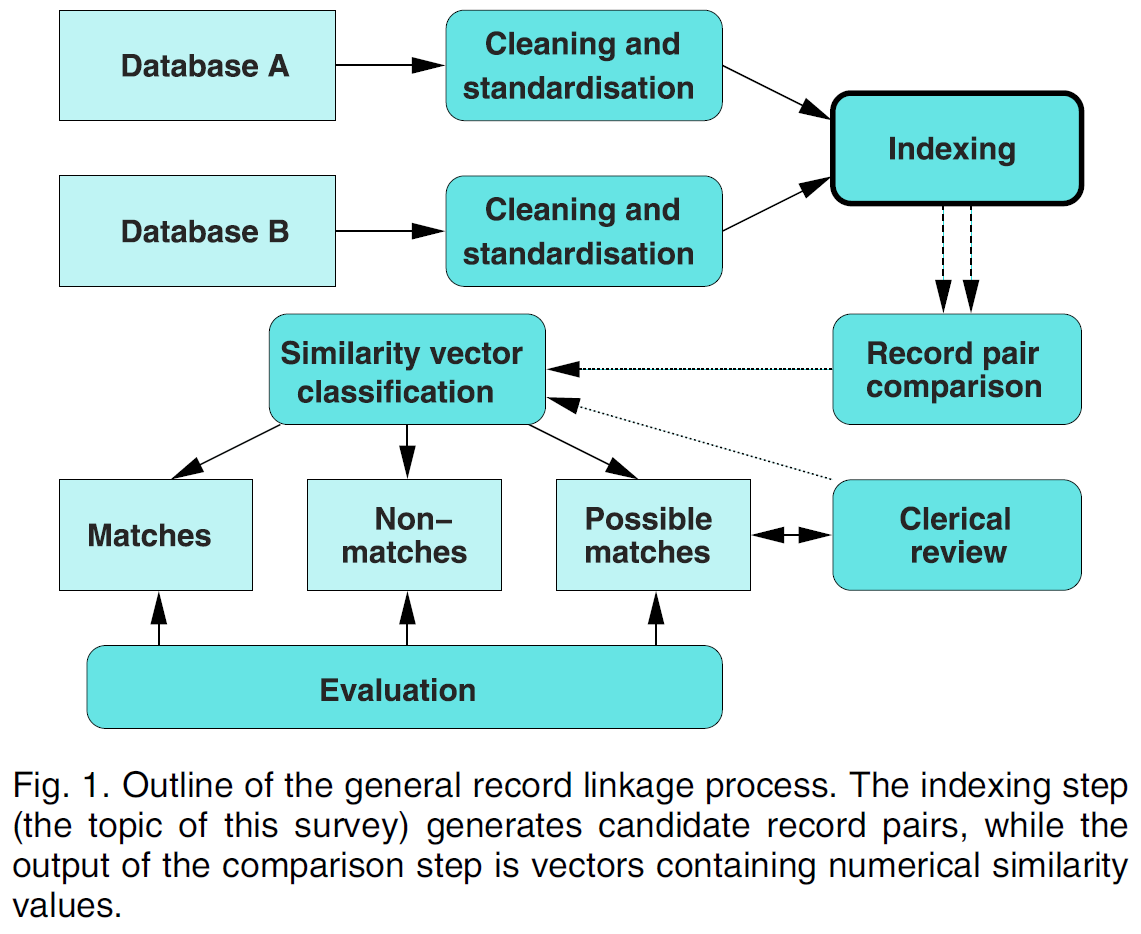 Database A
Cleaning and
standardisation
Indexing
Database B
Cleaning and
standardisation
Similarity vector
classification
Record pair
comparison
Matches
Non–
matches
Possible
matches
Clerical
review
Evaluation
Fig. 1. Outline of the general record linkage process. The indexing step
(the topic of this survey) generates candidate record pairs, while the
output of the comparison step is vectors containing numerical similarity
values.